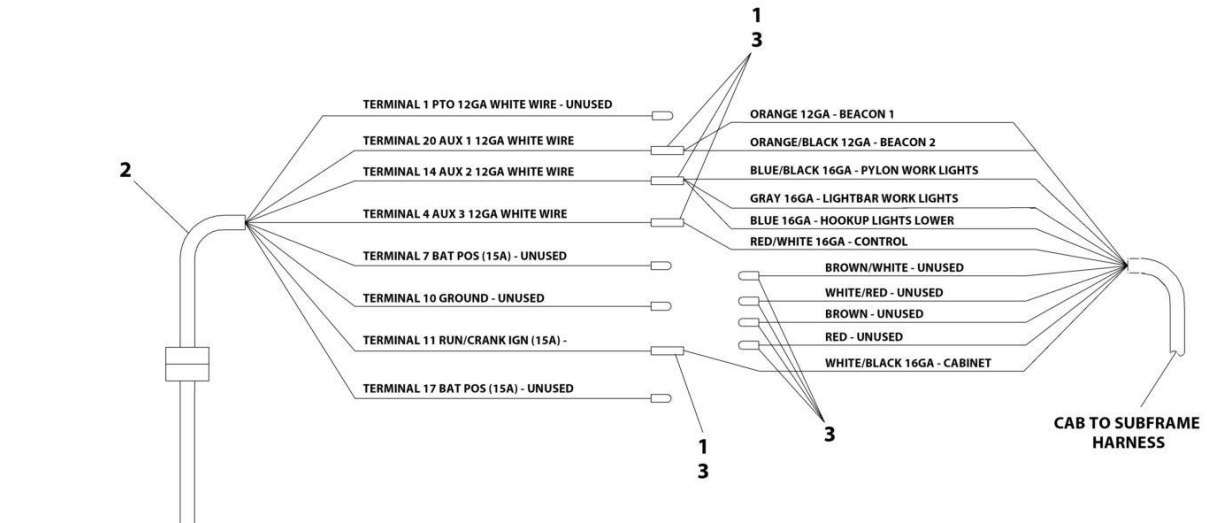 1
3
TERMINAL 1 PTO 12GA WHITE WIRE - UNUSED
ORANGE 12GA - BEACON 1
TERMINAL 20 AUX 1 12GA WHITE WIRE
ORANGE/BLACK 12GA - BEACON 2
2
TERMINAL 14 AUX 2 12GA WHITE WIRE
BLUE/BLACK 16GA - PYLON WORK LIGHTS
GRAY 16GA - LIGHTBAR WORK LIGHTS
TERMINAL 4 AUX 3 12GA WHITE WIRE
BLUE 16GA - HOOKUP LIGHTS LOWER
RED/WHITE 16GA - CONTROL
TERMINAL 7 BAT POS (15A) - UNUSED
BROWN/WHITE - UNUSED
TERMINAL 10 GROUND - UNUSED
WHITE/RED - UNUSED
BROWN - UNUSED
TERMINAL 11 RUN/CRANK IGN (15A) -
RED - UNUSED
WHITE/BLACK 16GA - CABINET
TERMINAL 17 BAT POS (15A) - UNUSED
3
1
3
CAB TO SUBFRAME
HARNESS